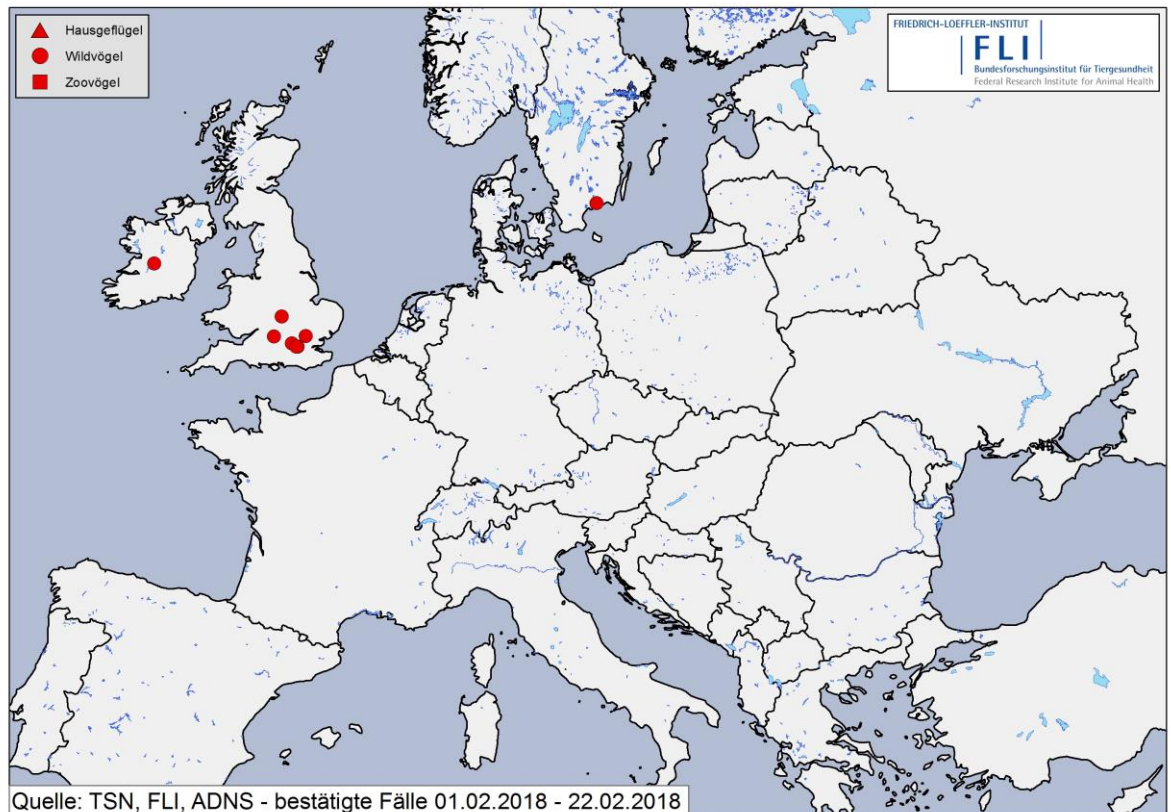 Hausgeflügel
Wildvögel
Zoovögel
FRIEDRICH-LOEFFLER-INSTITUT
FLI
Bundesforschungsinstitut für Tiergesundheit
Federal Research Institute for Animal Health
Quelle: TSN, FLI, ADNS - bestätigte Fälle 01.02.2018 - 22.02.2018